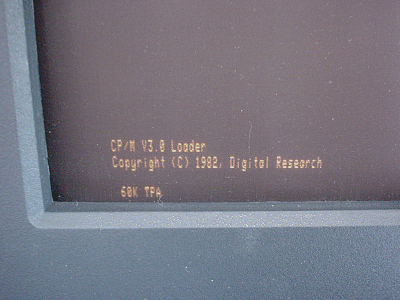 CP/M V3.0 Loader
Copyright (C) 1982, Digital Research
60K TPA